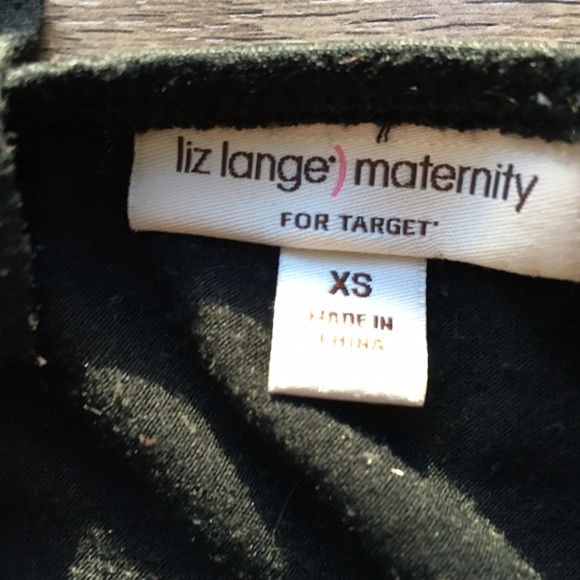 liz lange) maternity
FOR TARGET
XS
MADE IN
CHINA